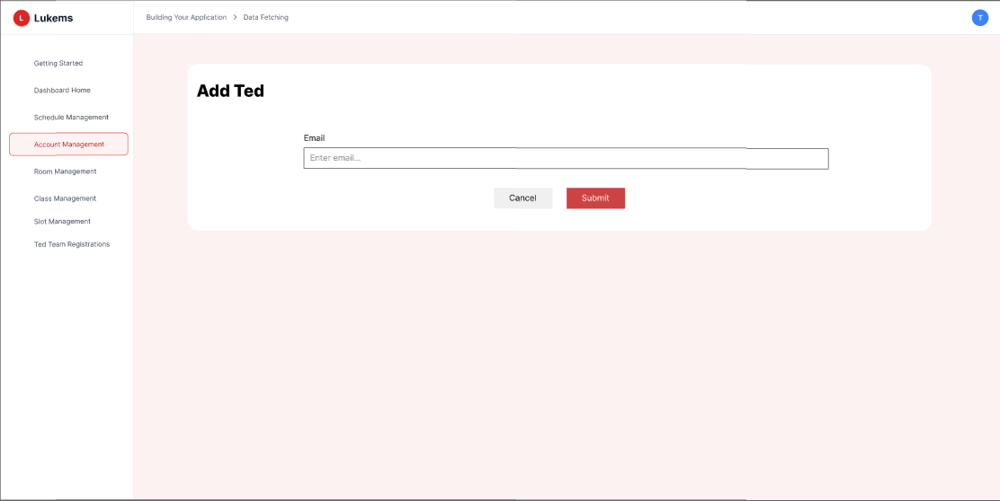 L Lukems
Building Your Application > Data Fetching
T
Getting Started
Dashboard Home
Schedule Management
Account Management
Room Management
Class Management
Slot Management
Ted Team Registrations
Add Ted
Email
Enter email...
Cancel
Submit